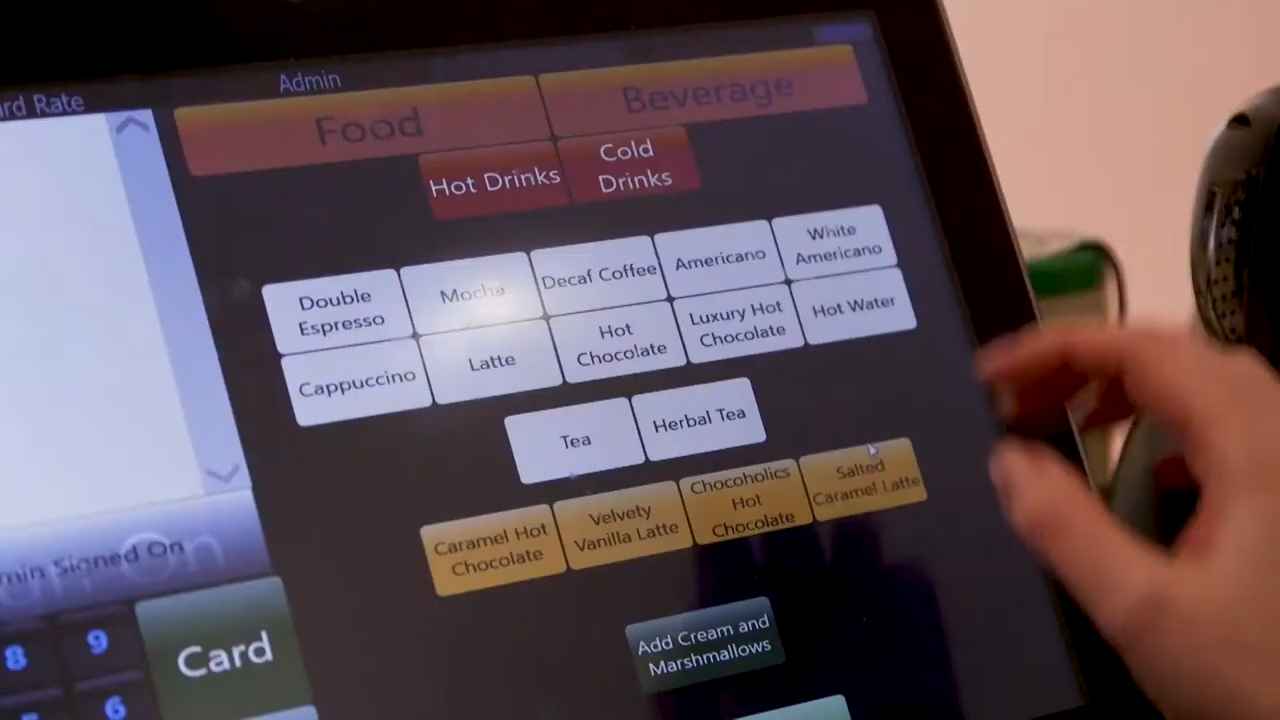 Admin
rd Rate
Food
Beverage
Hot Drinks
Cold
Drinks
Double
Espresso
Mocha
Decaf Coffee
Americano
White
Americano
Cappuccino
Latte
Hot
Chocolate
Luxury Hot
Chocolate
Hot Water
Tea
Herbal Tea
Caramel Hot
Chocolate
Velvety
Vanilla Latte
Chocoholics
Hot
Chocolate
Salted
Caramel Latte
min Signed On
On
8
9
Card
6
Add Cream and
Marshmallows